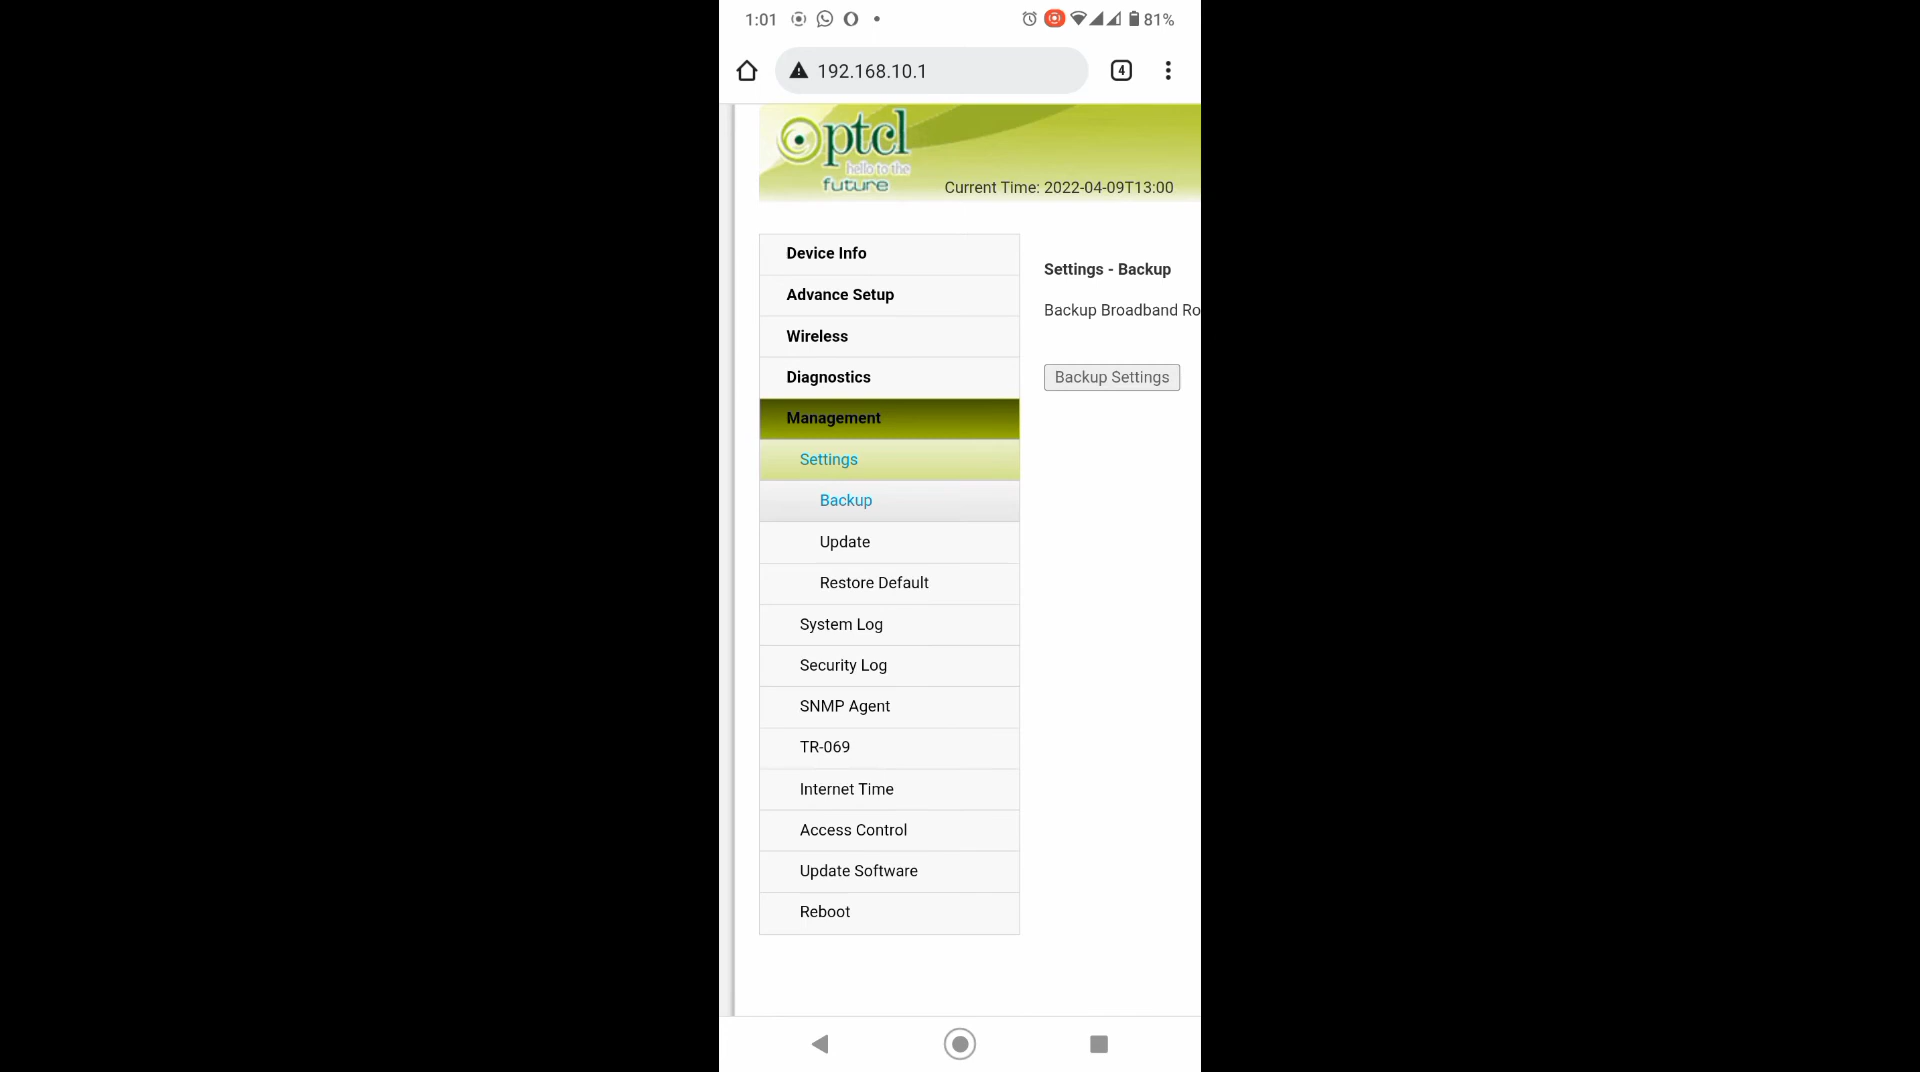 1:01 81%
192.168.10.1 4
ptcl
hello to the
future
Current Time: 2022-04-09T13:00
Device Info
Advance Setup
Wireless
Diagnostics
Management
Settings
Backup
Update
Restore Default
System Log
Security Log
SNMP Agent
TR-069
Internet Time
Access Control
Update Software
Reboot
Settings - Backup
Backup Broadband Ro
Backup Settings